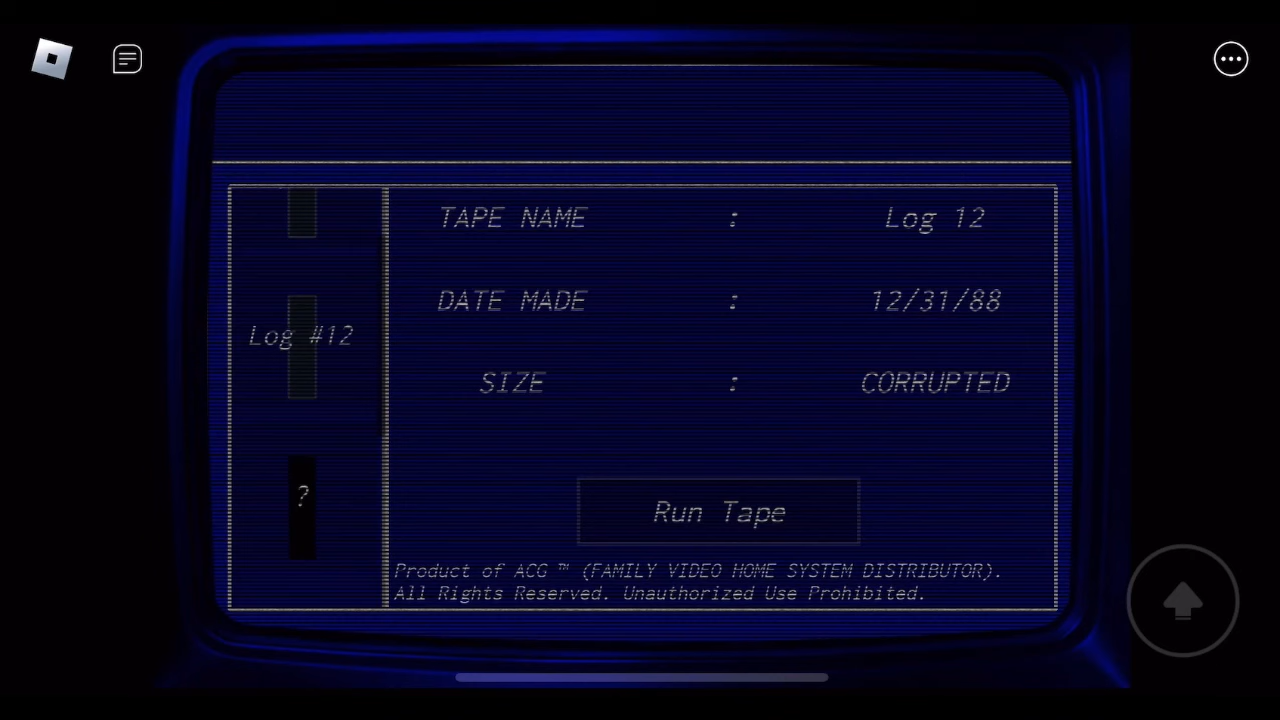 TAPE NAME : Log 12
DATE MADE : 12/31/88
Log #12
SIZE : CORRUPTED
?
Run Tape
Product of ACG ™ (FAMILY VIDEO HOME SYSTEM DISTRIBUTOR).
All Rights Reserved. Unauthorized Use Prohibited.